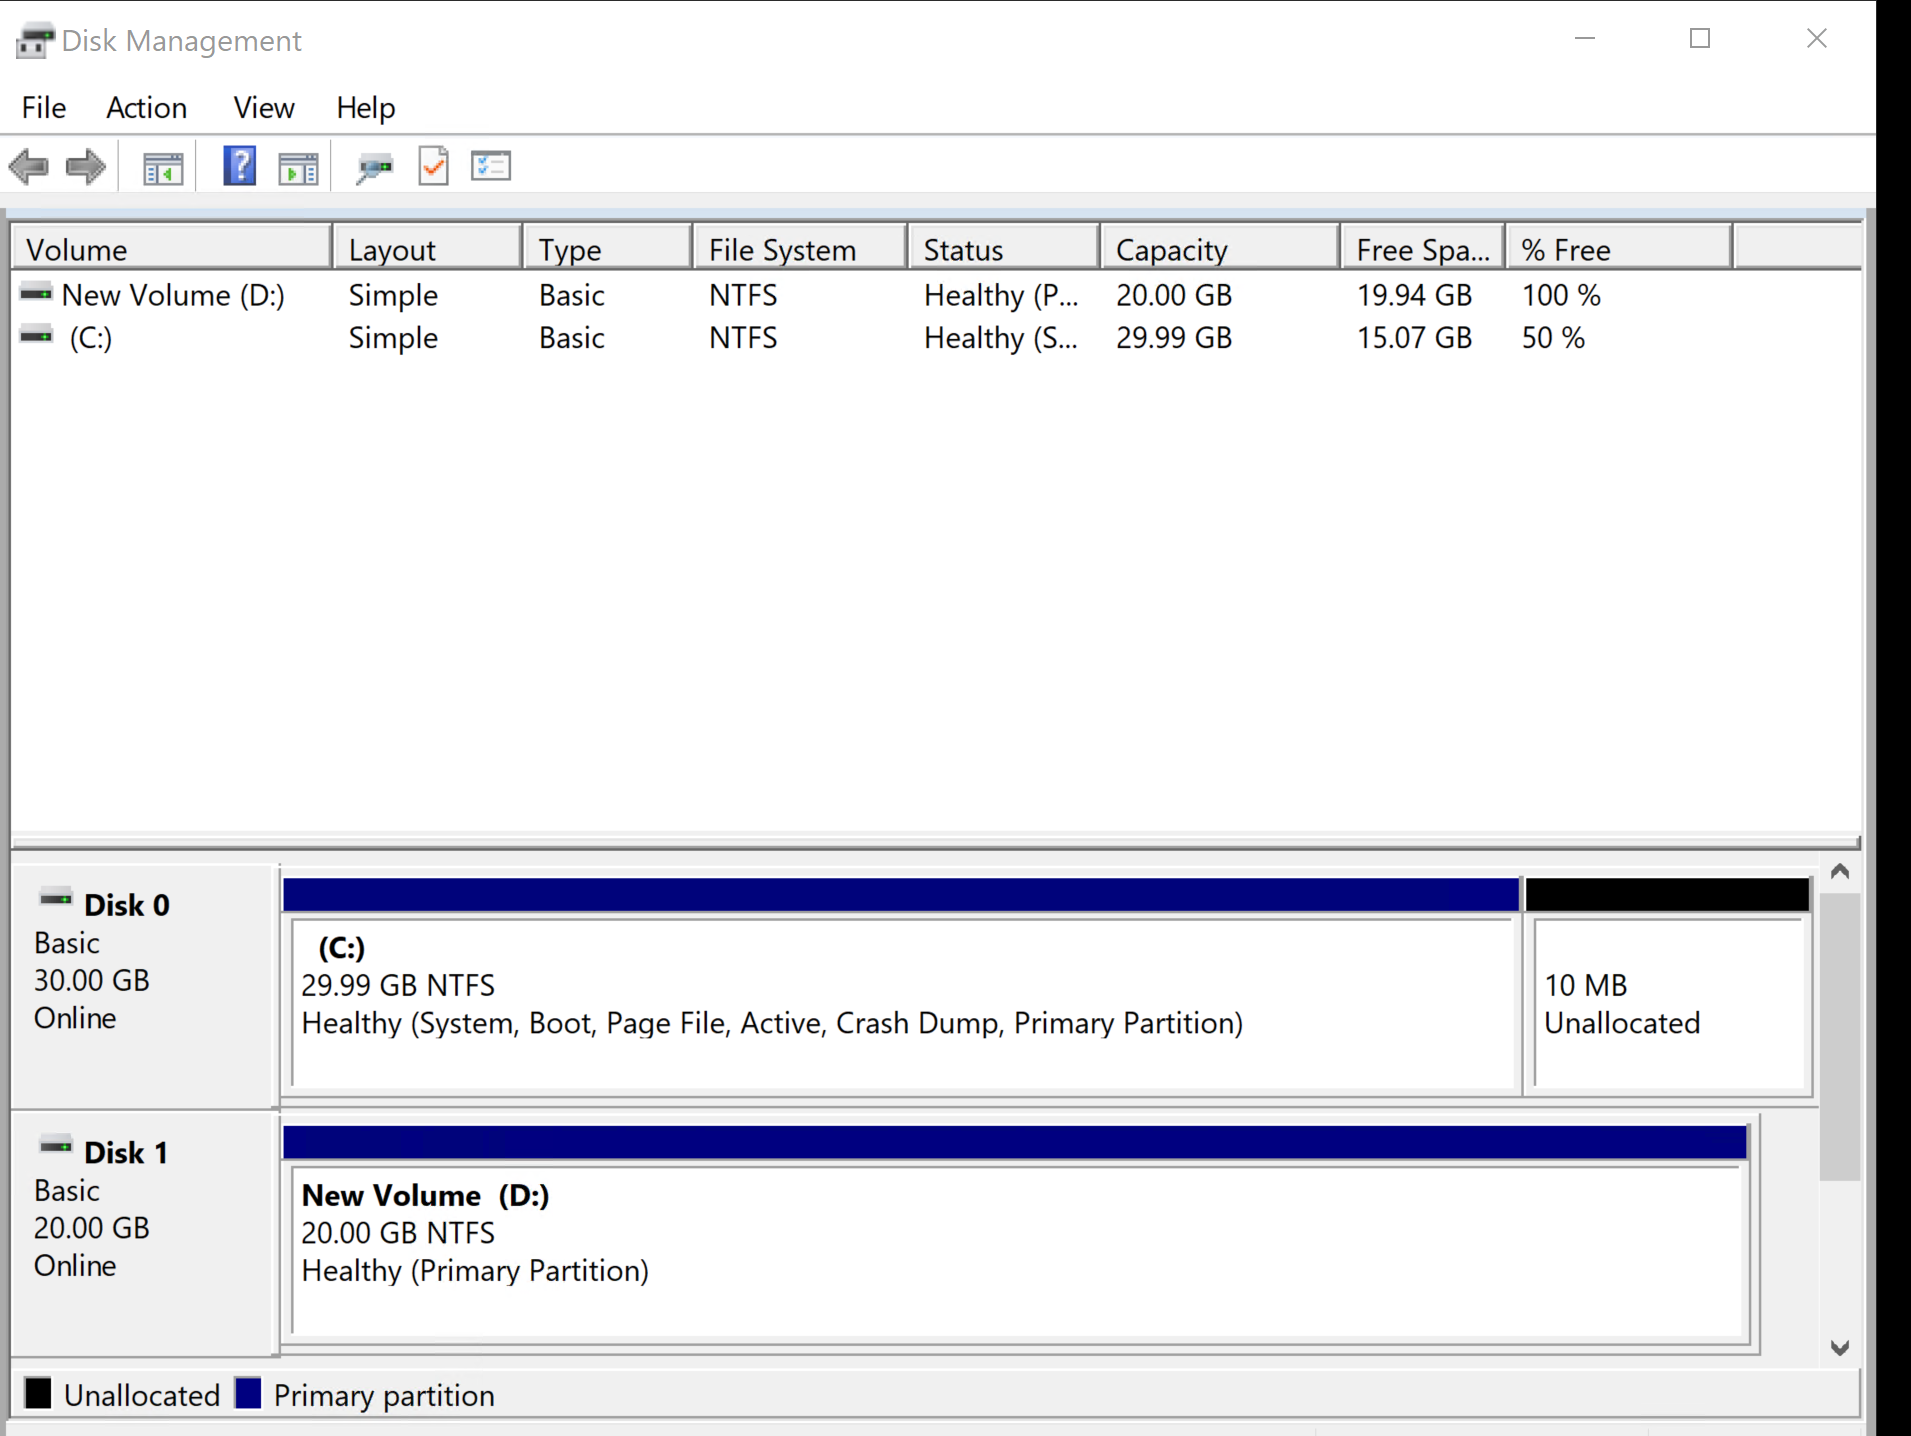 Disk Management
File Action View Help
Volume Layout Type File System Status Capacity Free Spa... % Free
New Volume (D:) Simple Basic NTFS Healthy (P... 20.00 GB 19.94 GB 100 %
(C:) Simple Basic NTFS Healthy (S... 29.99 GB 15.07 GB 50 %
Disk 0
Basic
30.00 GB
Online
(C:)
29.99 GB NTFS
Healthy (System, Boot, Page File, Active, Crash Dump, Primary Partition)
10 MB
Unallocated
Disk 1
Basic
20.00 GB
Online
New Volume (D:)
20.00 GB NTFS
Healthy (Primary Partition)
Unallocated Primary partition